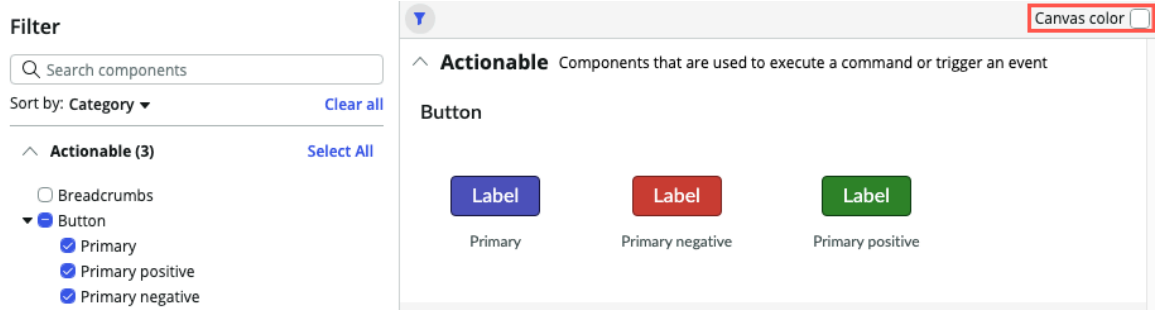 Filter
Search components
Sort by: Category
Clear all
Actionable (3)
Select All
Breadcrumbs
Button
Primary
Primary positive
Primary negative
Canvas color
Actionable Components that are used to execute a command or trigger an event
Button
Label
Label
Label
Primary
Primary negative
Primary positive